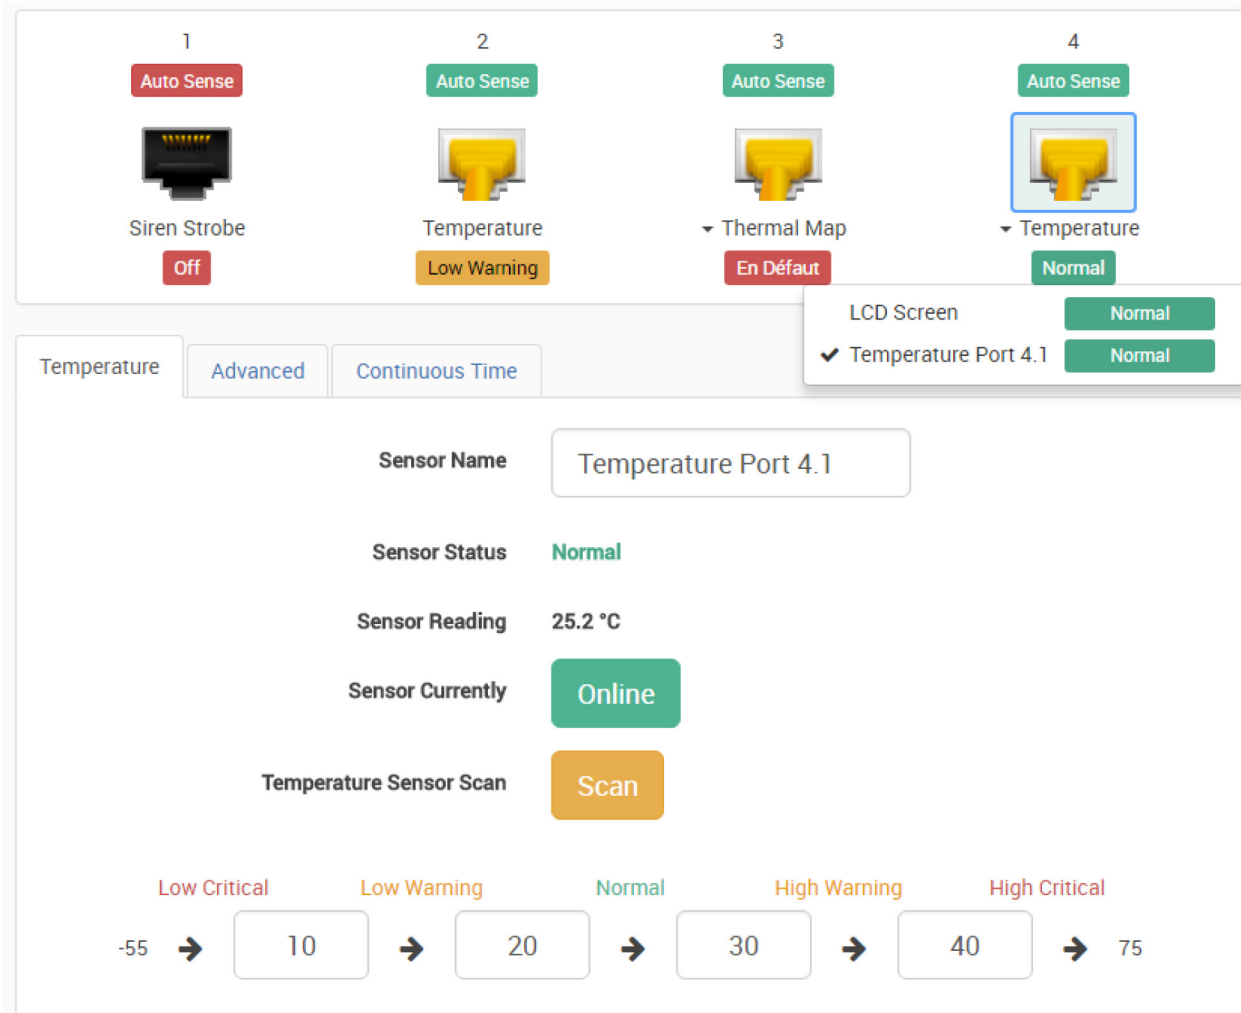 1 2 3 4
Auto Sense Auto Sense Auto Sense Auto Sense
Siren Strobe Temperature Thermal Map Temperature
Off Low Warning En Défaut Normal
LCD Screen Normal
Temperature Port 4.1 Normal
Temperature Advanced Continuous Time
Sensor Name Temperature Port 4.1
Sensor Status Normal
Sensor Reading 25.2 °C
Sensor Currently Online
Temperature Sensor Scan Scan
Low Critical Low Warning Normal High Warning High Critical
-55 10 20 30 40 75